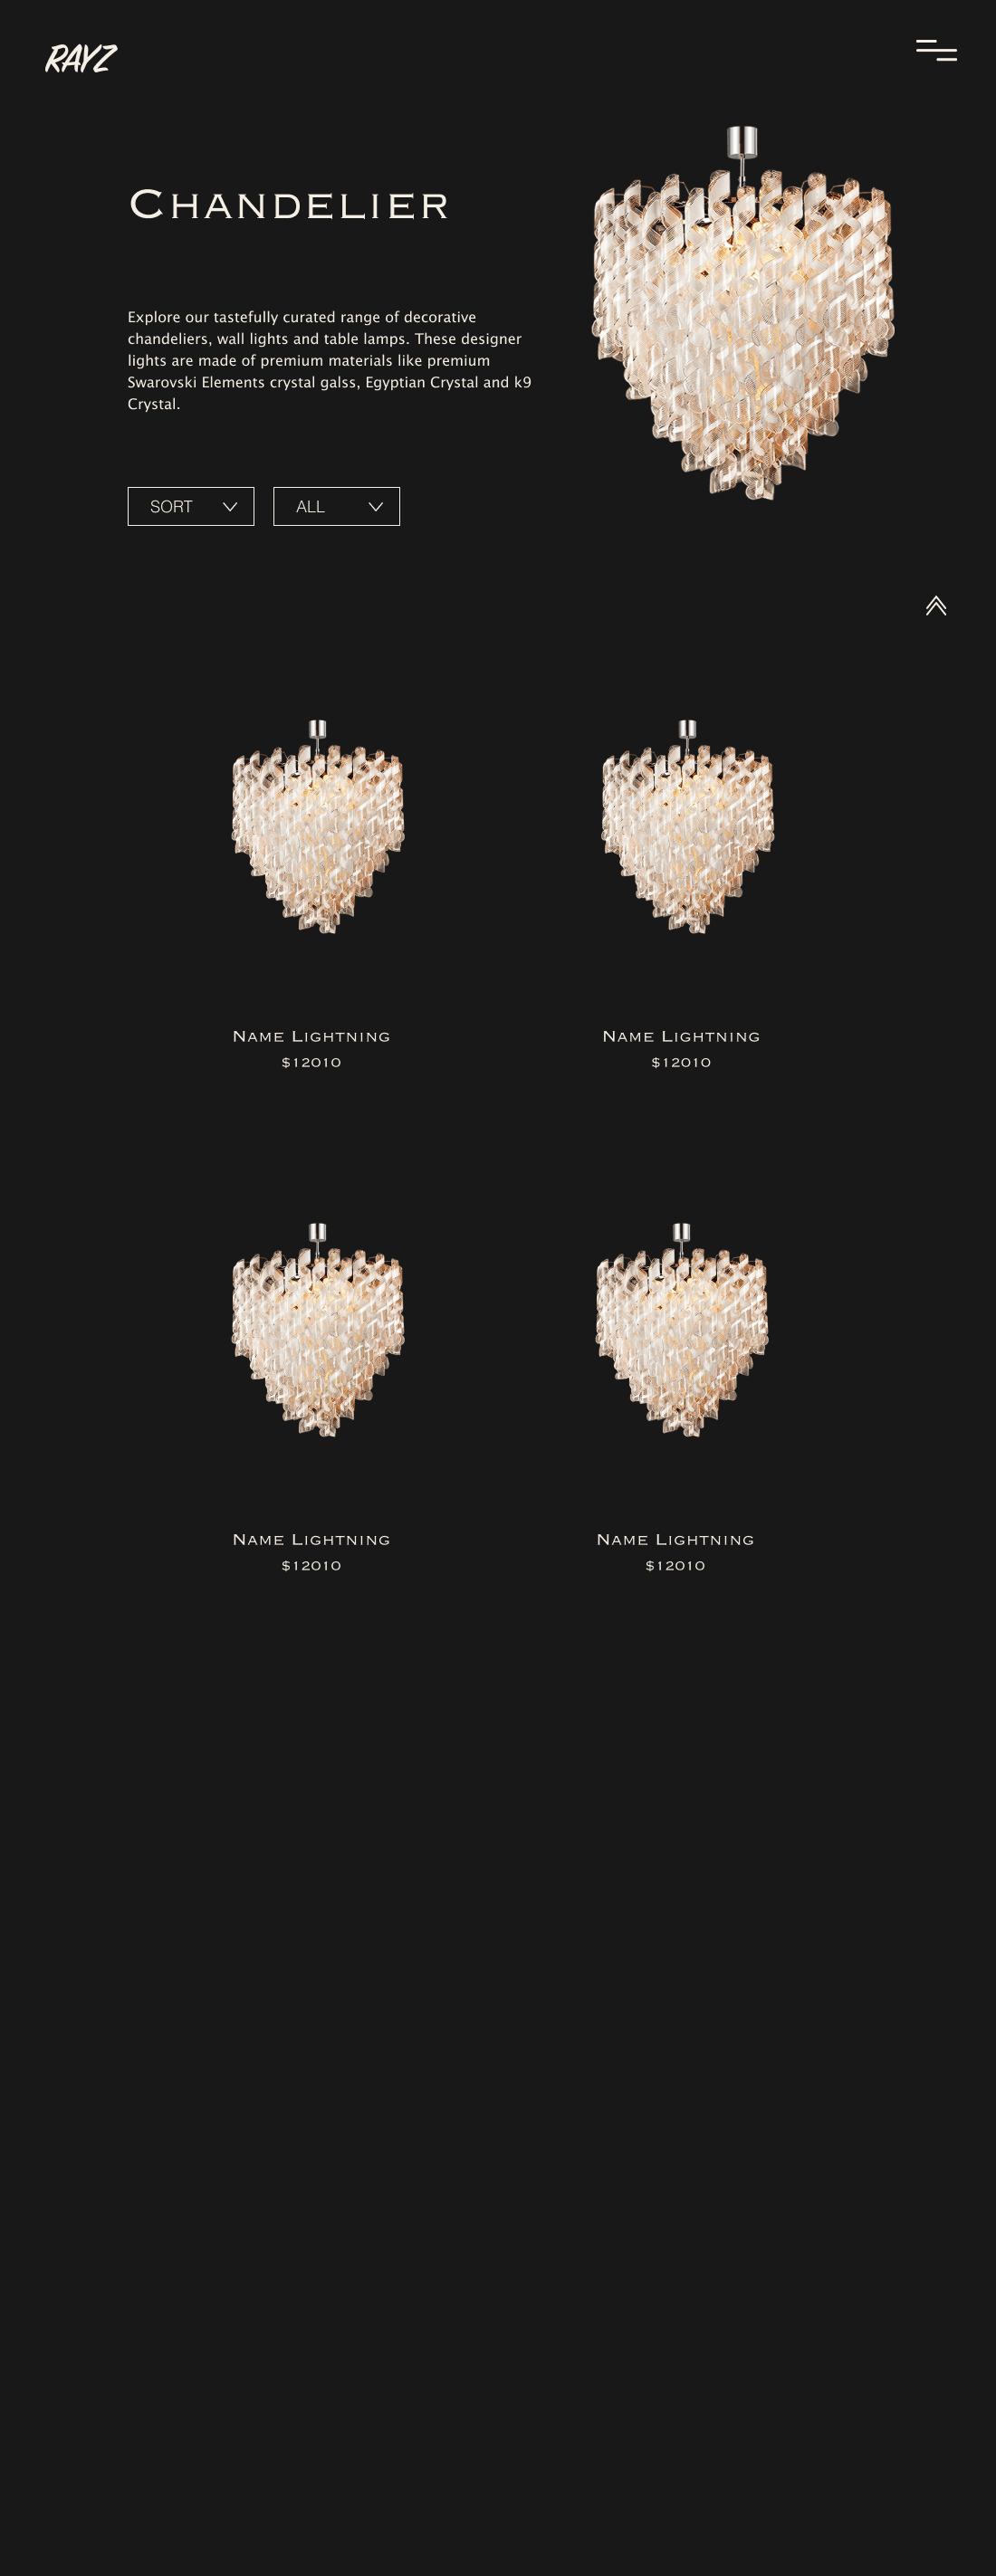 RAYZ
Chandelier
Explore our tastefully curated range of decorative
chandeliers, wall lights and table lamps. These designer
lights are made of premium materials like premium
Swarovski Elements crystal galss, Egyptian Crystal and k9
Crystal.
SORT
ALL
Name Lightning
$12010
Name Lightning
$12010
Name Lightning
$12010
Name Lightning
$12010